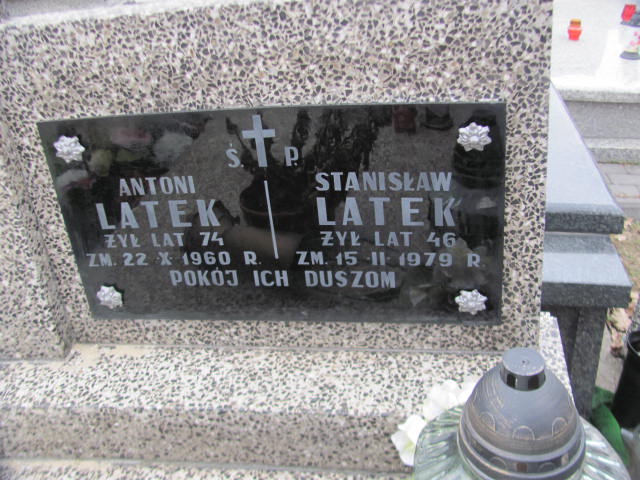 Ś. P.
ANTONI
LATEK
ŻYŁ LAT 74
ZM. 22 X 1960 R.
STANISŁAW
LATEK
ŻYŁ LAT 46
ZM. 15 II 1979 R
POKÓJ ICH DUSZOM